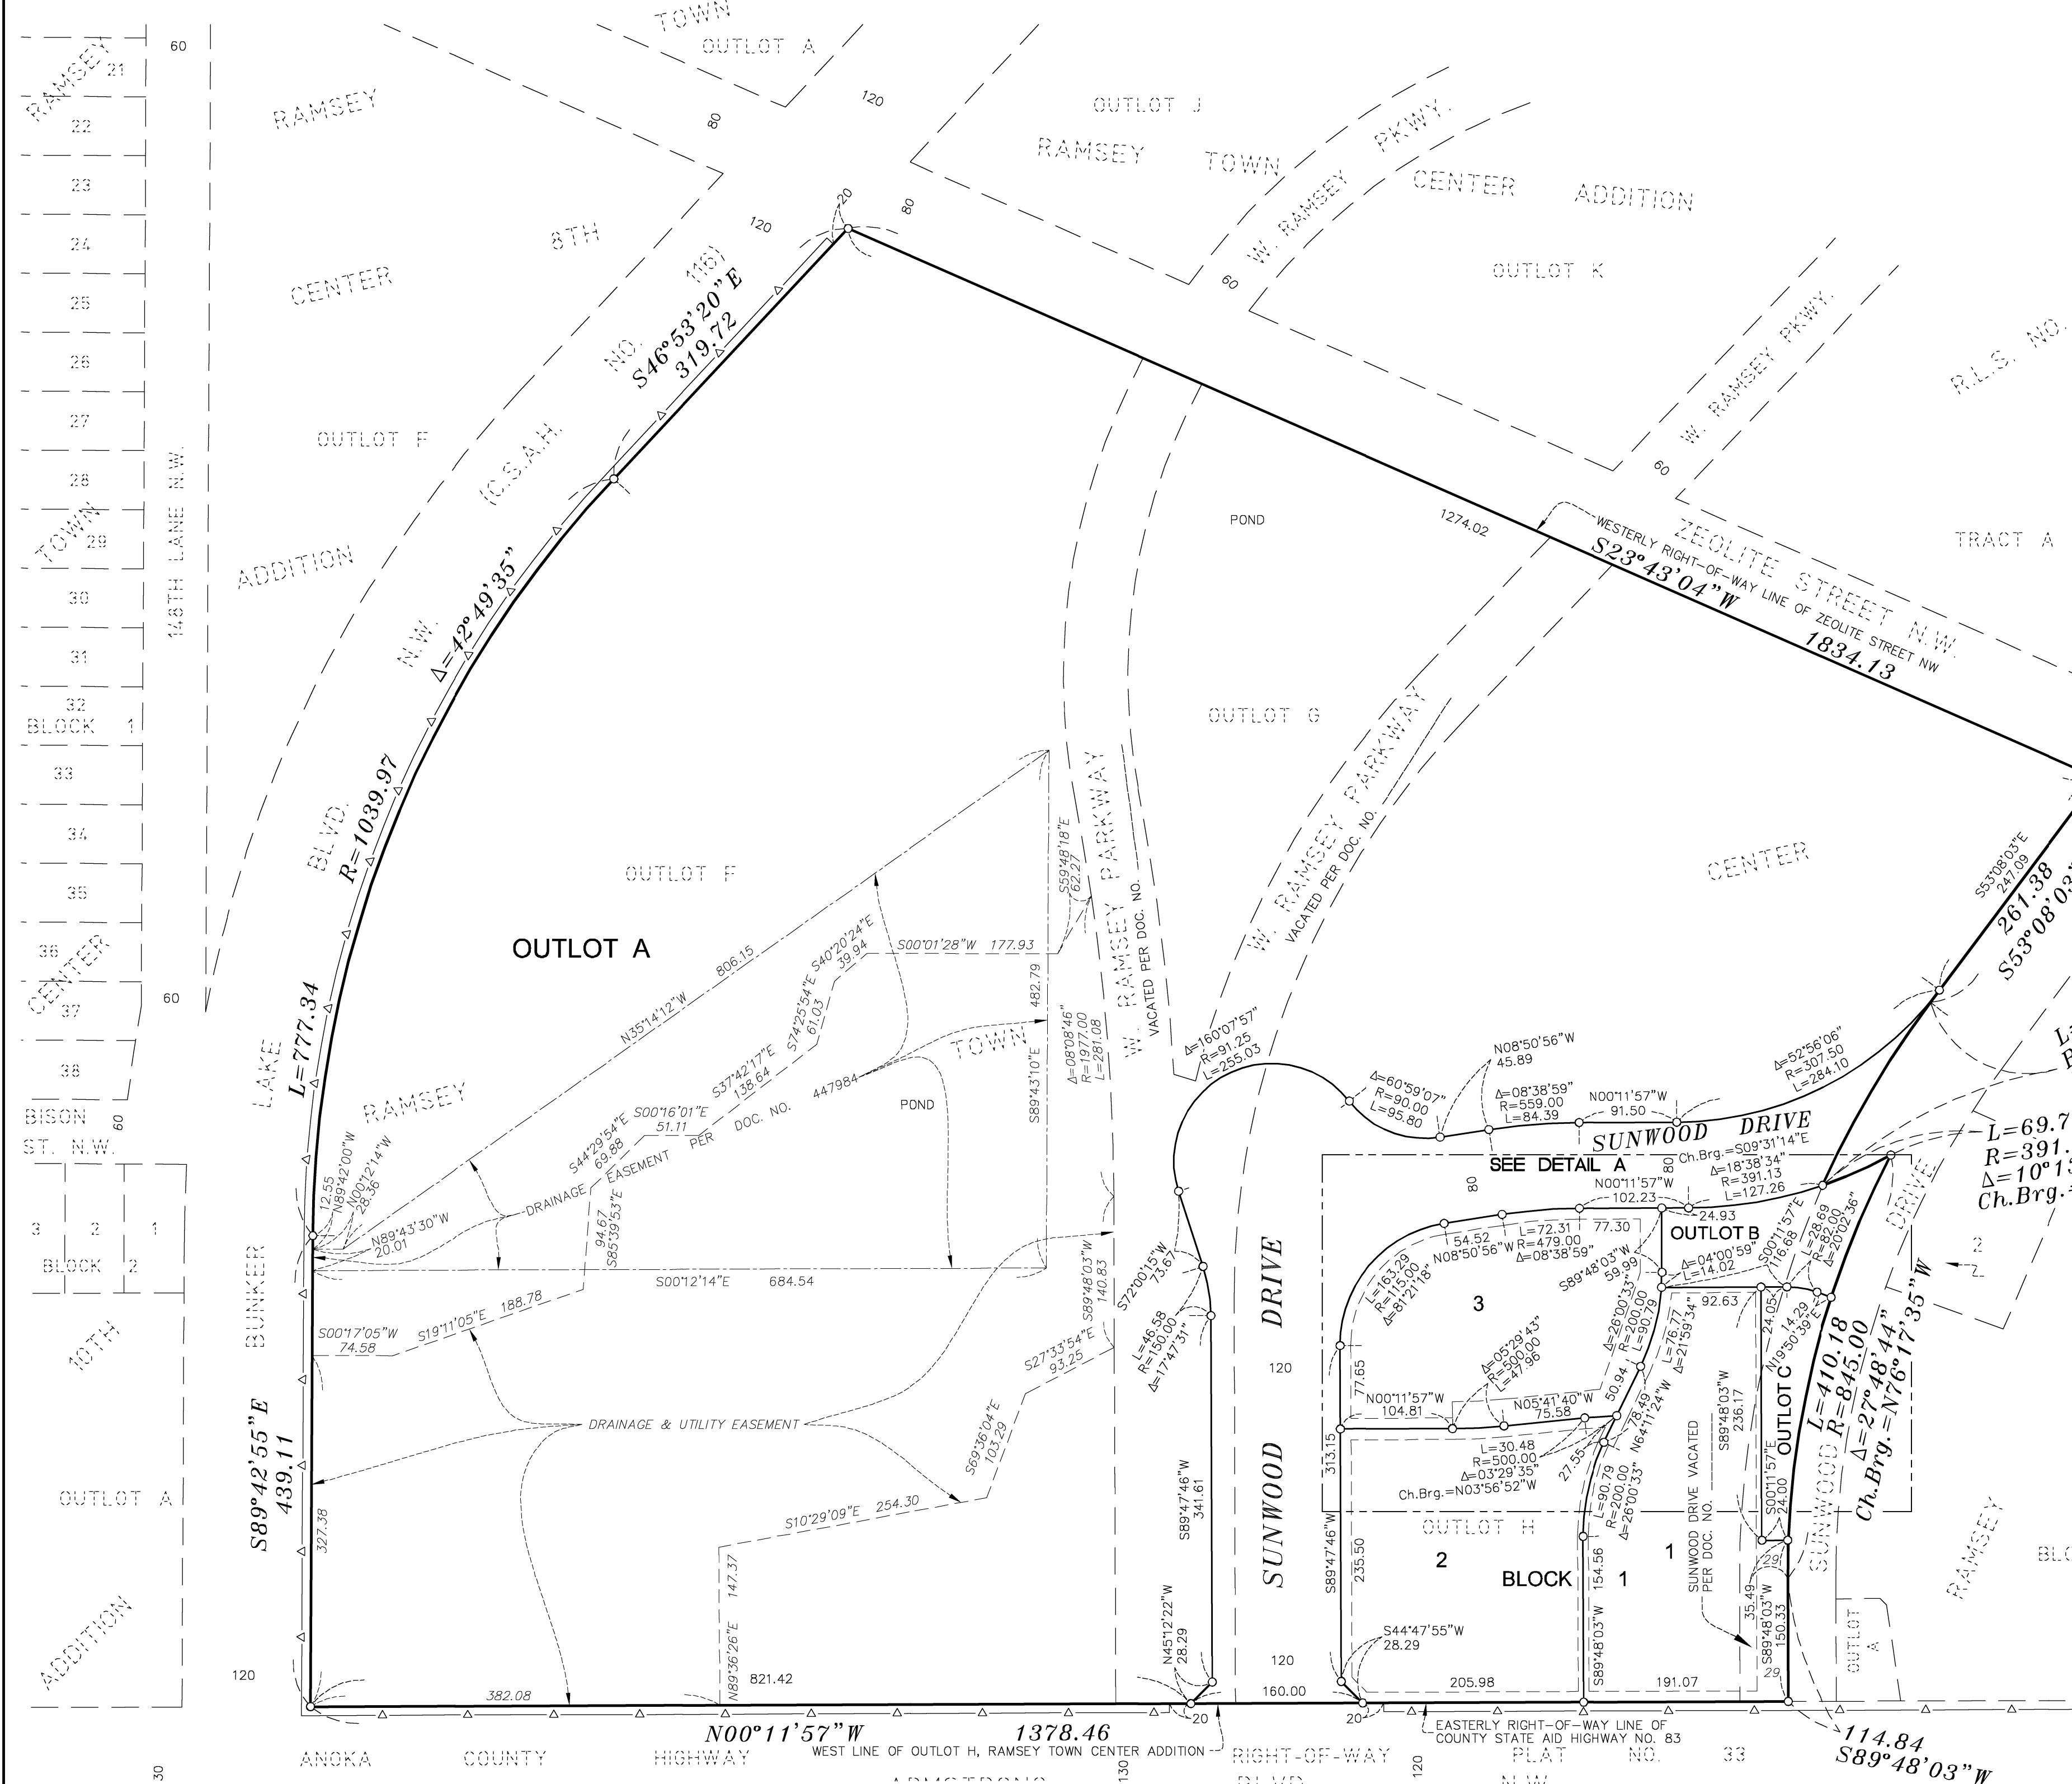 TOWN
OUTLOT A
60
RAMSEY
21
22
23
24
25
26
27
28
TOWN
29
30
31
32
BLOCK 1
33
34
35
36
CENTER
37
38
60
BISON
ST. N.W.
60
3 2 1
BLOCK 2
10TH
OUTLOT A
ADDITION
120
30
146TH LANE N.W.
RAMSEY
CENTER
8TH
OUTLOT F
ADDITION
80
120
20
80
120
OUTLOT J
RAMSEY TOWN
CENTER ADDITION
W. RAMSEY PKWY.
60
OUTLOT K
W. RAMSEY PKWY.
60
R.L.S. NO.
TRACT A
BUNKER LAKE BLVD. N.W. (C.S.A.H. NO. 116)
S46°53'20"E
319.72
Δ=42°49'35"
R=1039.97
L=777.34
1274.02
WESTERLY RIGHT-OF-WAY LINE OF ZEOLITE STREET NW
S23°43'04"W
1834.13
ZEOLITE STREET N.W.
POND
OUTLOT G
OUTLOT F
OUTLOT A
W. RAMSEY PARKWAY
VACATED PER DOC. NO.
W. RAMSEY PARKWAY
VACATED PER DOC. NO.
CENTER
S53°08'03"E
247.09
261.38
806.15
N35°14'12"W
S59°48'18"E
62.27
S00°01'28"W 177.93
S40°20'24"E
39.94
S74°25'54"E
61.03
S37°42'17"E
138.64
S00°16'01"E
51.11
S44°29'54"E
69.88
DRAINAGE EASEMENT PER DOC. NO. 447984
94.67
S85°39'53"E
S89°43'10"E 482.79
Δ=08°08'46"
R=1977.00
L=281.08
TOWN
POND
RAMSEY
12.55
N89°42'00"W
N00°12'14"W
28.36
N89°43'30"W
20.01
S00°12'14"E 684.54
S00°17'05"W
74.58
S19°11'05"E 188.78
S89°48'03"W
140.83
S27°33'54"E
93.25
DRAINAGE & UTILITY EASEMENT
S69°36'04"E
103.29
S10°29'09"E 254.30
N89°36'26"E 147.37
S89°42'55"E
439.11
327.38
382.08
821.42
Δ=160°07'57"
R=91.25
L=255.03
Δ=60°59'07"
R=90.00
L=95.80
N08°50'56"W
45.89
Δ=08°38'59"
R=559.00
L=84.39
N00°11'57"W
91.50
Δ=52°56'06"
R=307.50
L=284.10
SUNWOOD DRIVE
SEE DETAIL A
80
80
N00°11'57"W
102.23
Ch.Brg.=S09°31'14"E
Δ=18°38'34"
R=391.13
L=127.26
24.93
OUTLOT B
S72°00'15"W
73.67
L=46.58
R=150.00
Δ=17°47'31"
SUNWOOD DRIVE
120
120
L=163.29
R=115.00
Δ=81°21'18"
54.52
N08°50'56"W
L=72.31
R=479.00
Δ=08°38'59"
77.30
S89°48'03"W
59.99
Δ=04°00'59"
L=14.02
S00°11'57"E
116.68
L=28.69
R=82.00
Δ=20°02'36"
3
Δ=26°00'33"
R=200.00
L=90.79
L=76.77
Δ=21°59'34"
92.63
24.05
14.29
N19°50'39"E
77.65
N00°11'57"W
104.81
Δ=05°29'43"
R=500.00
L=47.96
N05°41'40"W
75.58
50.94
78.49
N64°11'24"W
27.55
L=30.48
R=500.00
Δ=03°29'35"
Ch.Brg.=N03°56'52"W
L=90.79
R=200.00
Δ=26°00'33"
S89°48'03"W
236.17
OUTLOT C
S00°11'57"E
24.00
313.15
S89°47'46"W
235.50
S89°47'46"W
341.61
OUTLOT H
2
BLOCK 1
1
S89°48'03"W 154.56
SUNWOOD DRIVE VACATED
PER DOC. NO.
35.49
S89°48'03"W
150.33
29
29
N45°12'22"W
28.29
S44°47'55"W
28.29
205.98
191.07
160.00
20
20
L=410.18
R=845.00
Δ=27°48'44"
Ch.Brg.=N76°17'35"W
SUNWOOD DRIVE
2
RAMSEY
OUTLOT A
N00°11'57"W 1378.46
WEST LINE OF OUTLOT H, RAMSEY TOWN CENTER ADDITION
EASTERLY RIGHT-OF-WAY LINE OF
COUNTY STATE AID HIGHWAY NO. 83
114.84
S89°48'03"W
ANOKA COUNTY HIGHWAY RIGHT-OF-WAY PLAT NO. 33
130
120